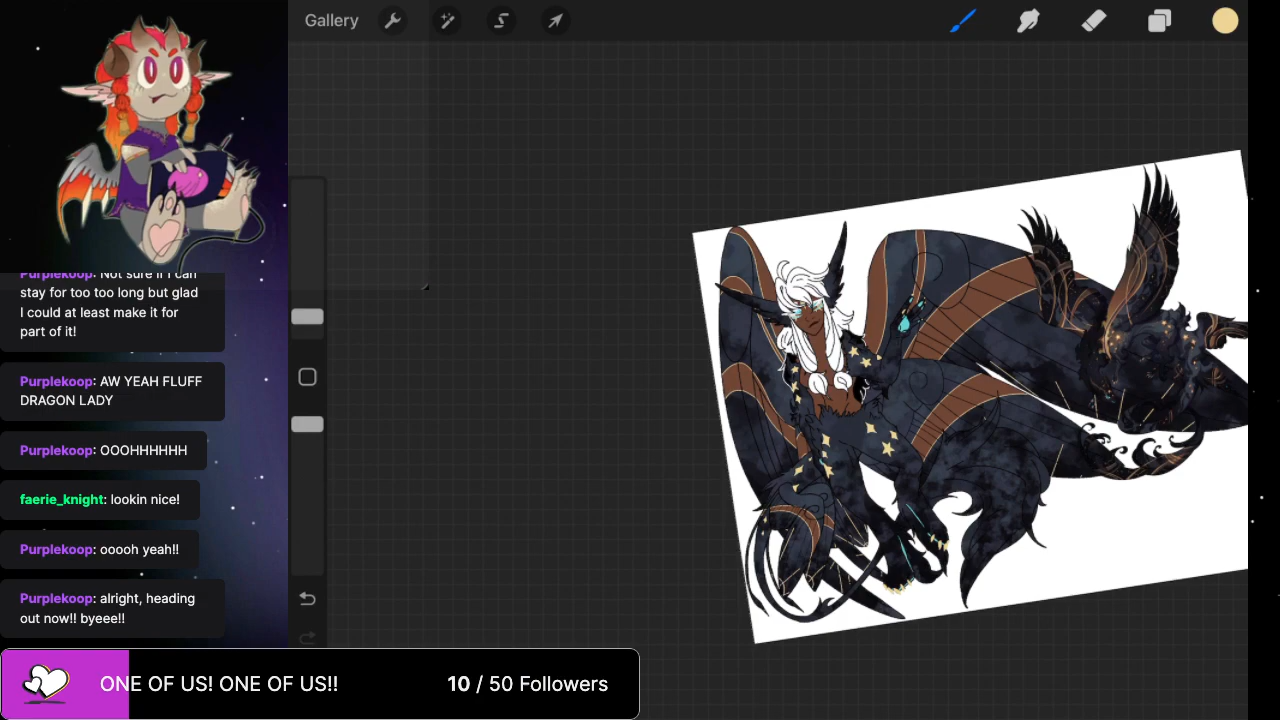 Gallery
Purplekoop: Not sure if I can
stay for too too long but glad
I could at least make it for
part of it!
Purplekoop: AW YEAH FLUFF
DRAGON LADY
Purplekoop: OOOHHHHHH
faerie_knight: lookin nice!
Purplekoop: ooooh yeah!!
Purplekoop: alright, heading
out now!! byeee!!
ONE OF US! ONE OF US!!
10 / 50 Followers